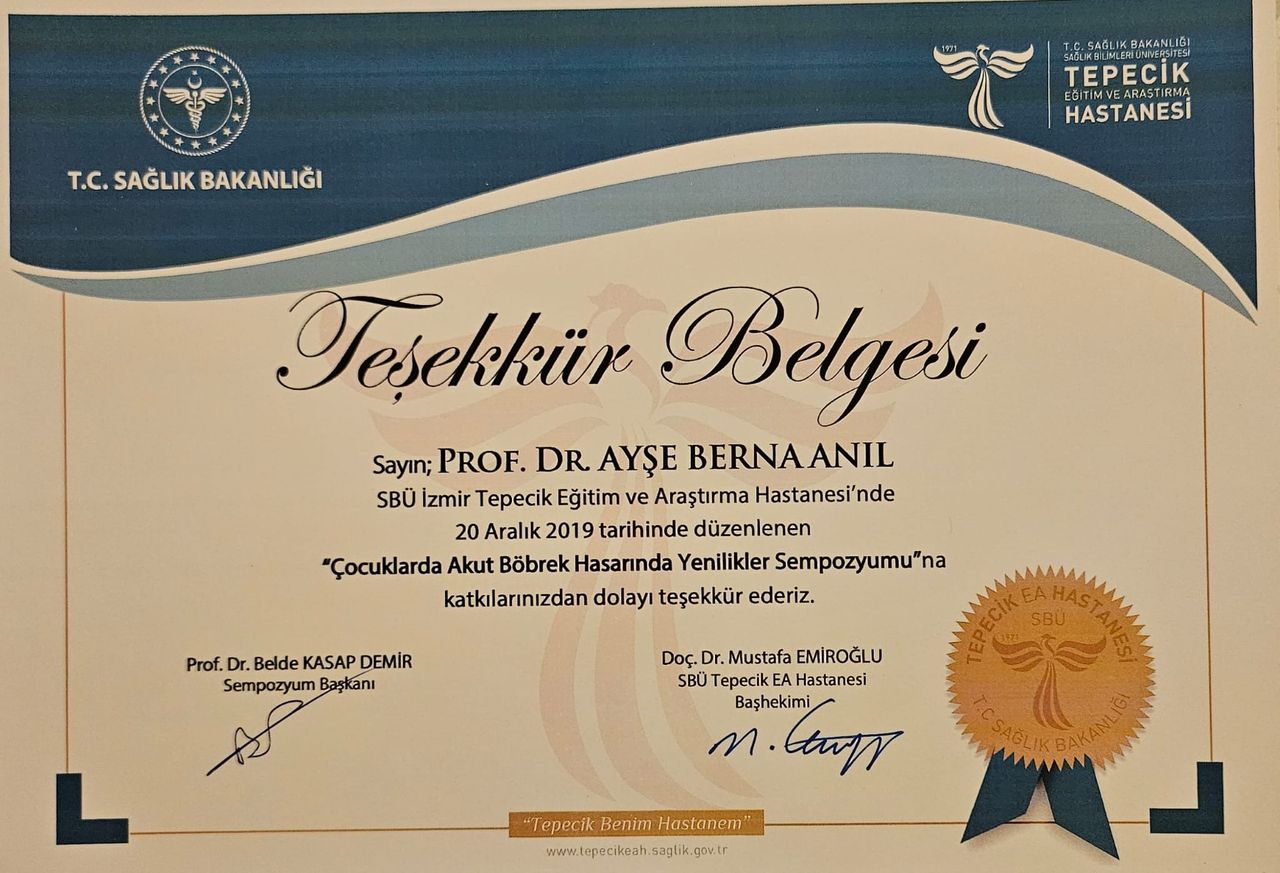 T.C. SAĞLIK BAKANLIĞI
1971
T.C. SAĞLIK BAKANLIĞI
SAĞLIK BİLİMLERİ ÜNİVERSİTESİ
TEPECİK
EĞİTİM VE ARAŞTIRMA
HASTANESİ
Teşekkür Belgesi
Sayın; PROF. DR. AYŞE BERNA ANIL
SBÜ İzmir Tepecik Eğitim ve Araştırma Hastanesi’nde
20 Aralık 2019 tarihinde düzenlenen
“Çocuklarda Akut Böbrek Hasarında Yenilikler Sempozyumu”na
katkılarınızdan dolayı teşekkür ederiz.
Prof. Dr. Belde KASAP DEMİR
Sempozyum Başkanı
Doç. Dr. Mustafa EMİROĞLU
SBÜ Tepecik EA Hastanesi
Başhekimi
TEPECİK EA HASTANESİ
SBÜ
1971
T.C SAĞLIK BAKANLIĞI
“Tepecik Benim Hastanem”
www.tepecikeah.saglik.gov.tr